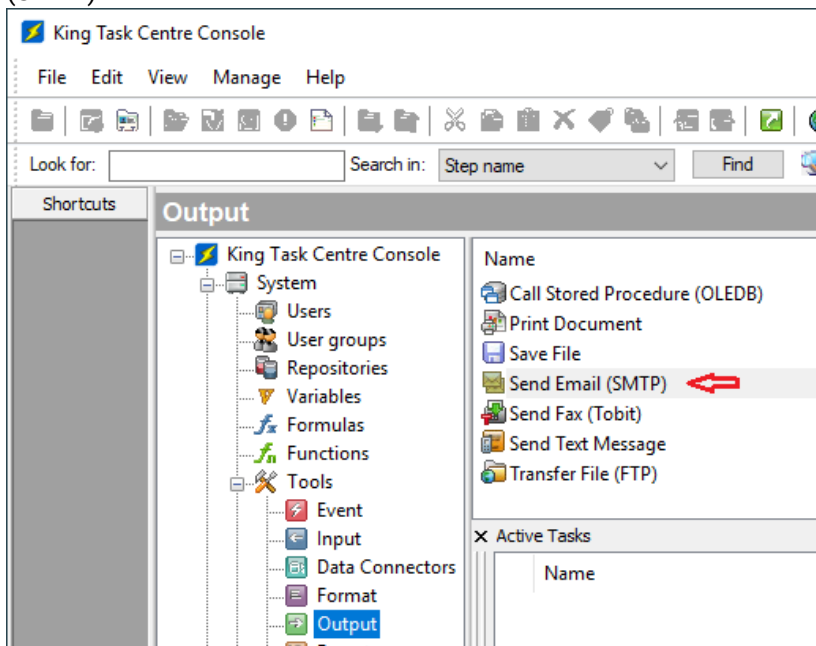 King Task Centre Console
File Edit View Manage Help
Look for: Search in: Step name Find
Shortcuts
Output
King Task Centre Console
System
Users
User groups
Repositories
Variables
Formulas
Functions
Tools
Event
Input
Data Connectors
Format
Output
Name
Call Stored Procedure (OLEDB)
Print Document
Save File
Send Email (SMTP)
Send Fax (Tobit)
Send Text Message
Transfer File (FTP)
Active Tasks
Name